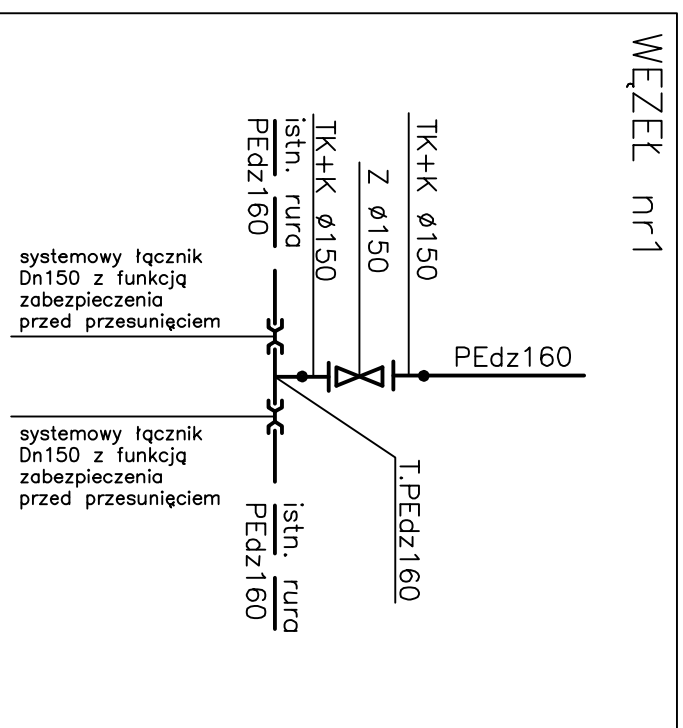 WĘZEŁ nr1
TK+K ø150
Z ø150
TK+K ø150
istn. rura
PEdz160
systemowy łącznik
Dn150 z funkcją
zabezpieczenia
przed przesunięciem
PEdz160
systemowy łącznik
Dn150 z funkcją
zabezpieczenia
przed przesunięciem
T.PEdz160
istn. rura
PEdz160